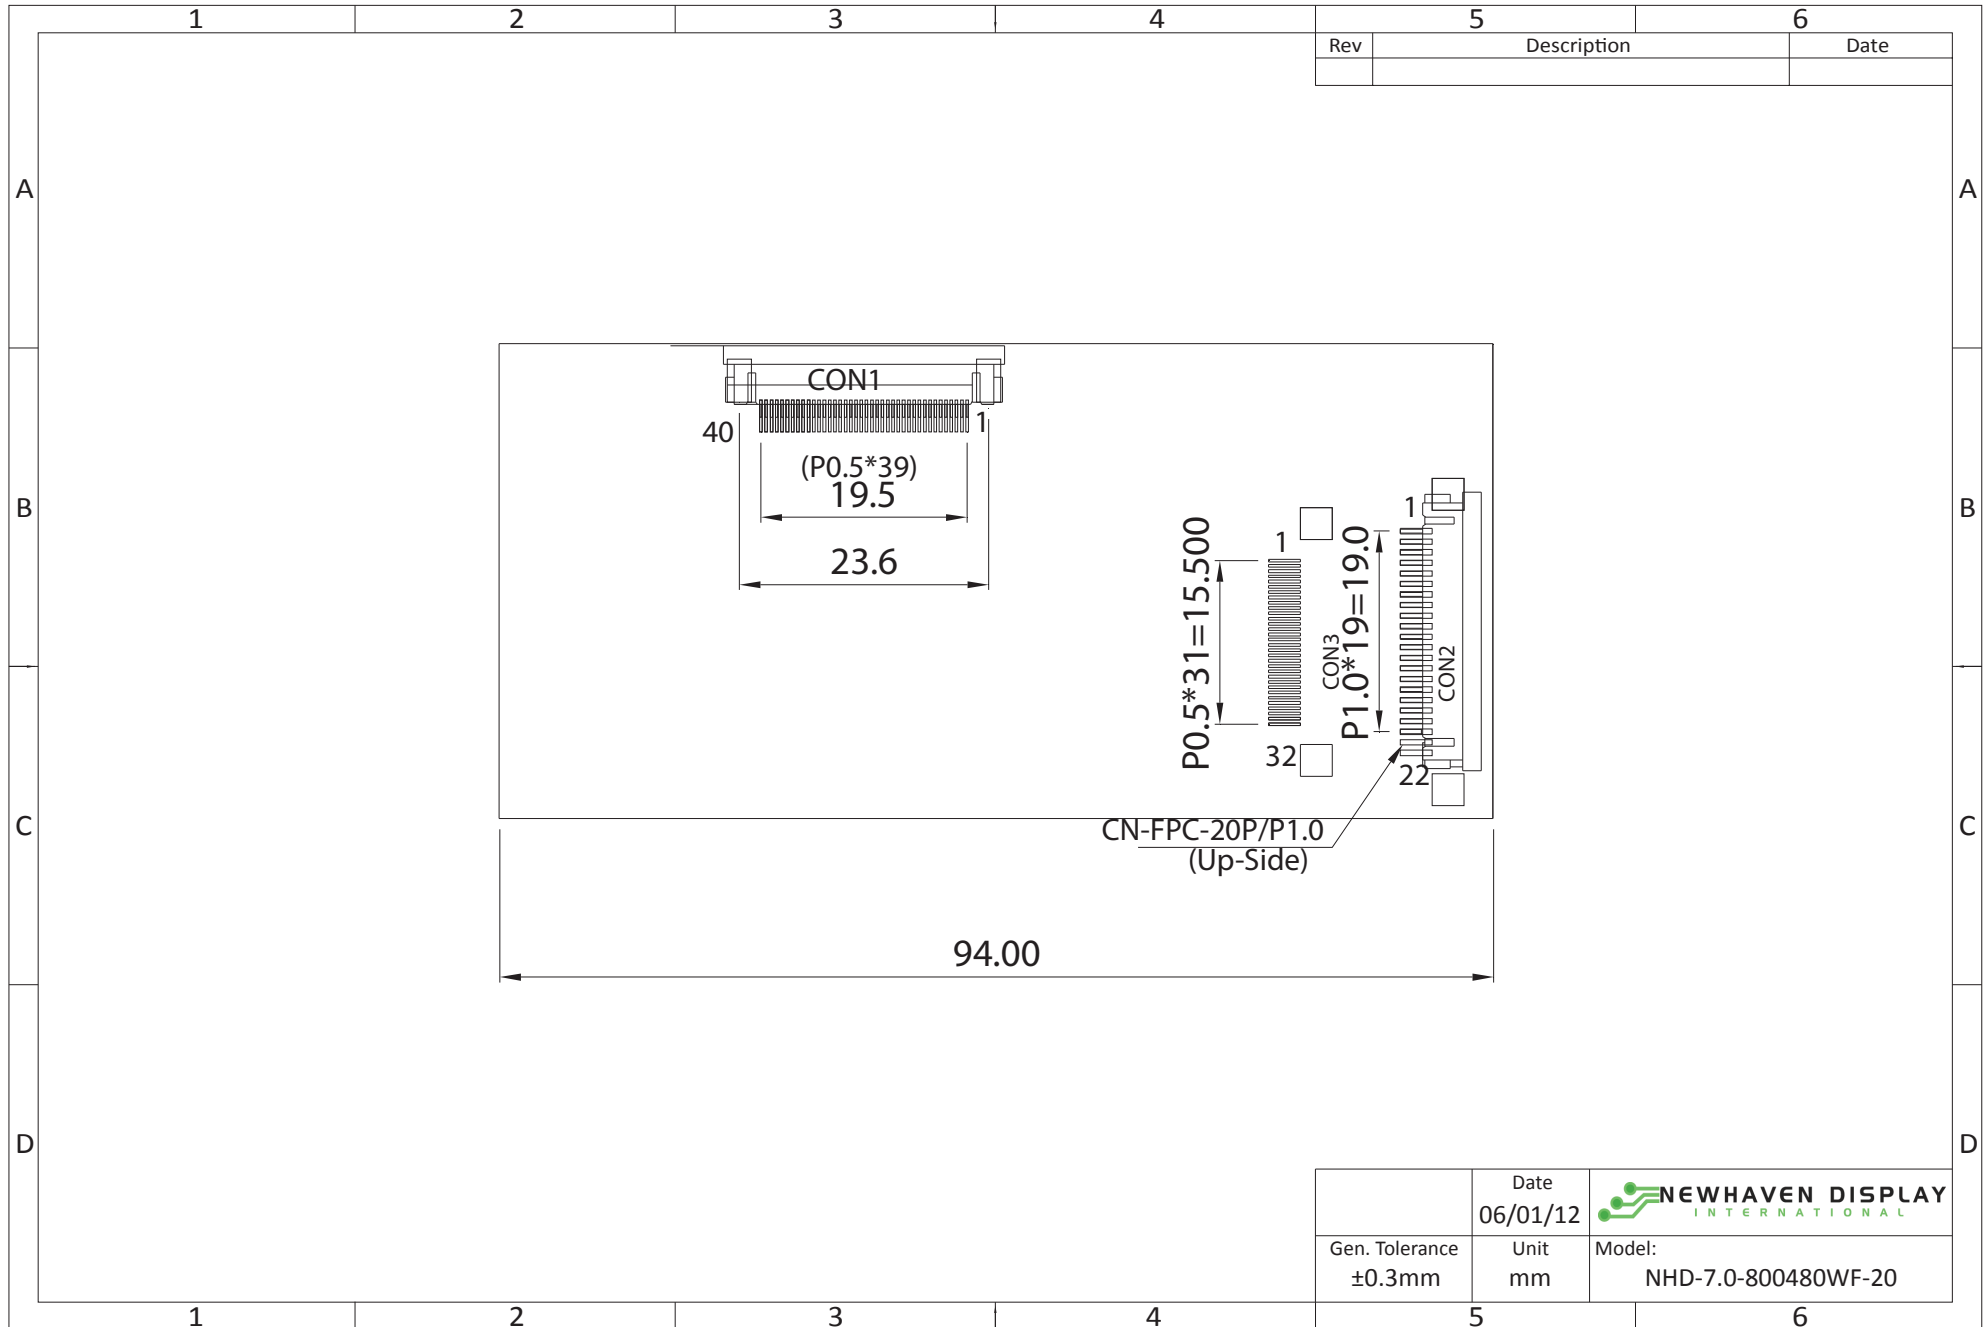 1 2 3 4 5 6
Rev Description Date
A A
CON1
40 1
(P0.5*39)
19.5
23.6
B B
P0.5*31=15.500
1
32
CON3
P1.0*19=19.0
1
CON2
22
C C
CN-FPC-20P/P1.0
(Up-Side)
94.00
D D
Date
06/01/12
NEWHAVEN DISPLAY
INTERNATIONAL
Gen. Tolerance
±0.3mm
Unit
mm
Model:
NHD-7.0-800480WF-20
1 2 3 4 5 6